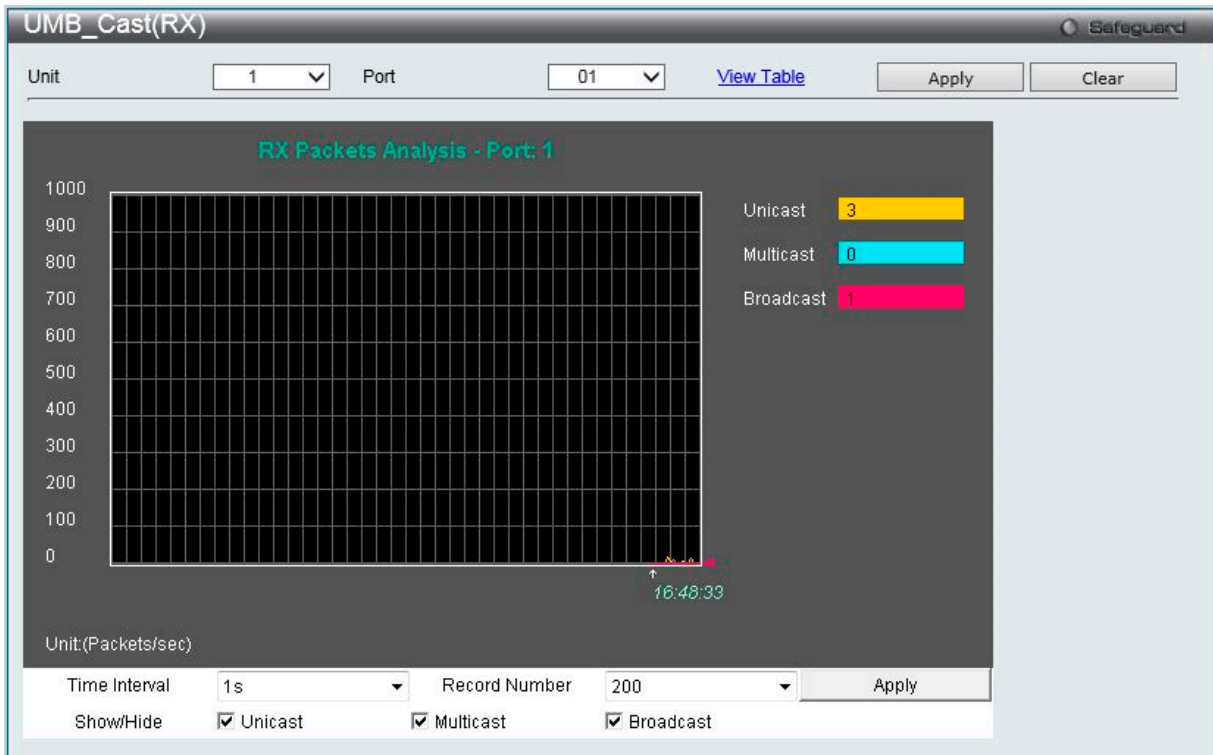 UMB_Cast(RX)
Safeguard
Unit 1 Port 01 View Table Apply Clear
RX Packets Analysis - Port: 1
1000
900
800
700
600
500
400
300
200
100
0
Unicast 3
Multicast 0
Broadcast 1
16:48:33
Unit:(Packets/sec)
Time Interval 1s Record Number 200 Apply
Show/Hide Unicast Multicast Broadcast